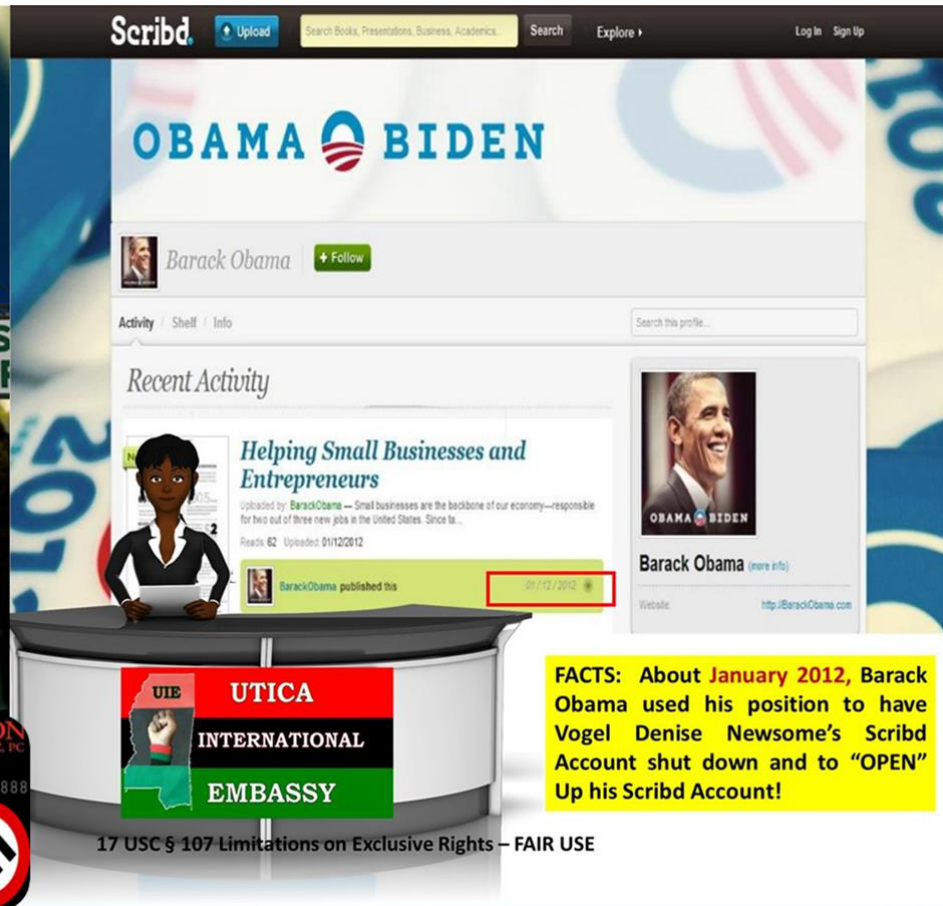 Scribd.
Upload
Search Books, Presentations, Business, Academics...
Search
Explore
Log In Sign Up
OBAMA BIDEN
Barack Obama
+ Follow
Activity / Shelf / Info
Search this profile...
Recent Activity
Helping Small Businesses and
Entrepreneurs
Uploaded by BarackObama — Small businesses are the backbone of our economy—responsible
for two out of three new jobs in the United States. Since ta...
Reads: 62 Uploaded: 01/12/2012
BarackObama published this
01/12/2012
OBAMA BIDEN
Barack Obama (more info)
Website: http://BarackObama.com
UIE
UTICA
INTERNATIONAL
EMBASSY
FACTS: About January 2012, Barack
Obama used his position to have
Vogel Denise Newsome's Scribd
Account shut down and to "OPEN"
Up his Scribd Account!
17 USC § 107 Limitations on Exclusive Rights – FAIR USE
PC
888